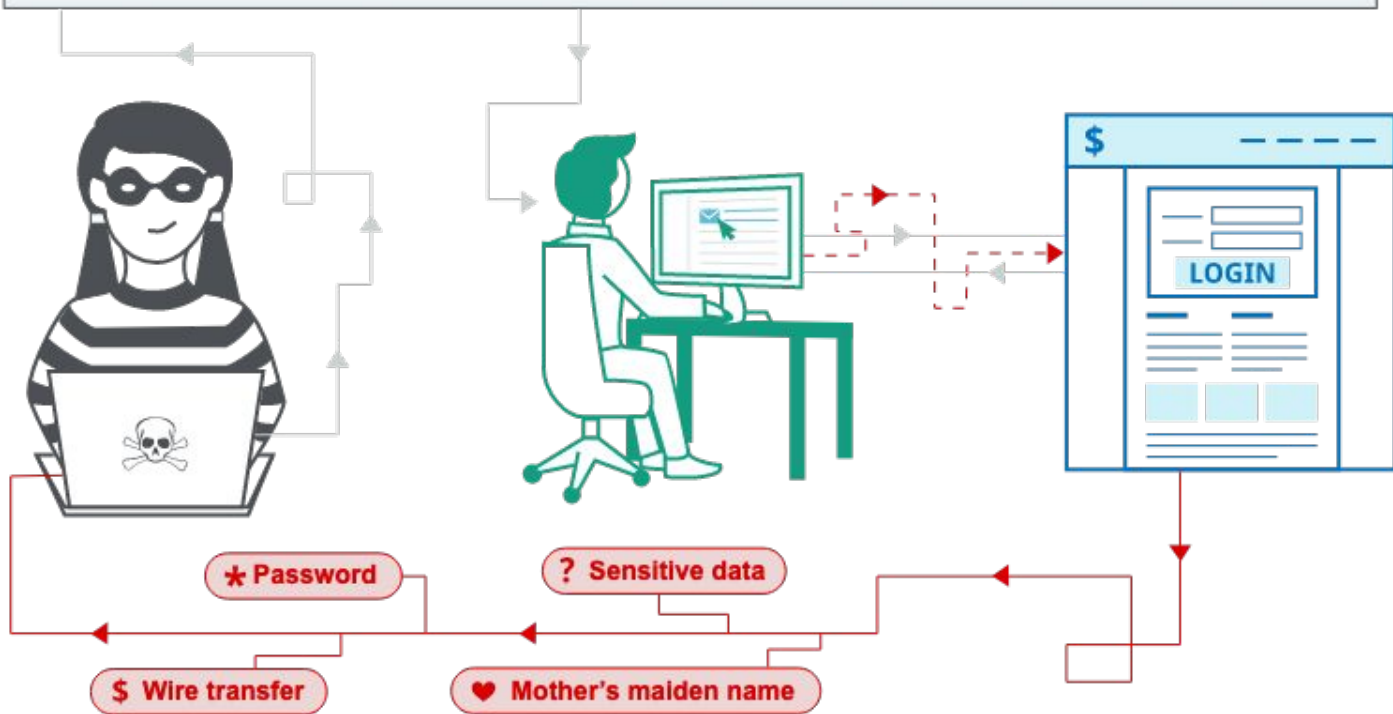 $
LOGIN
* Password
? Sensitive data
$ Wire transfer
♥ Mother's maiden name